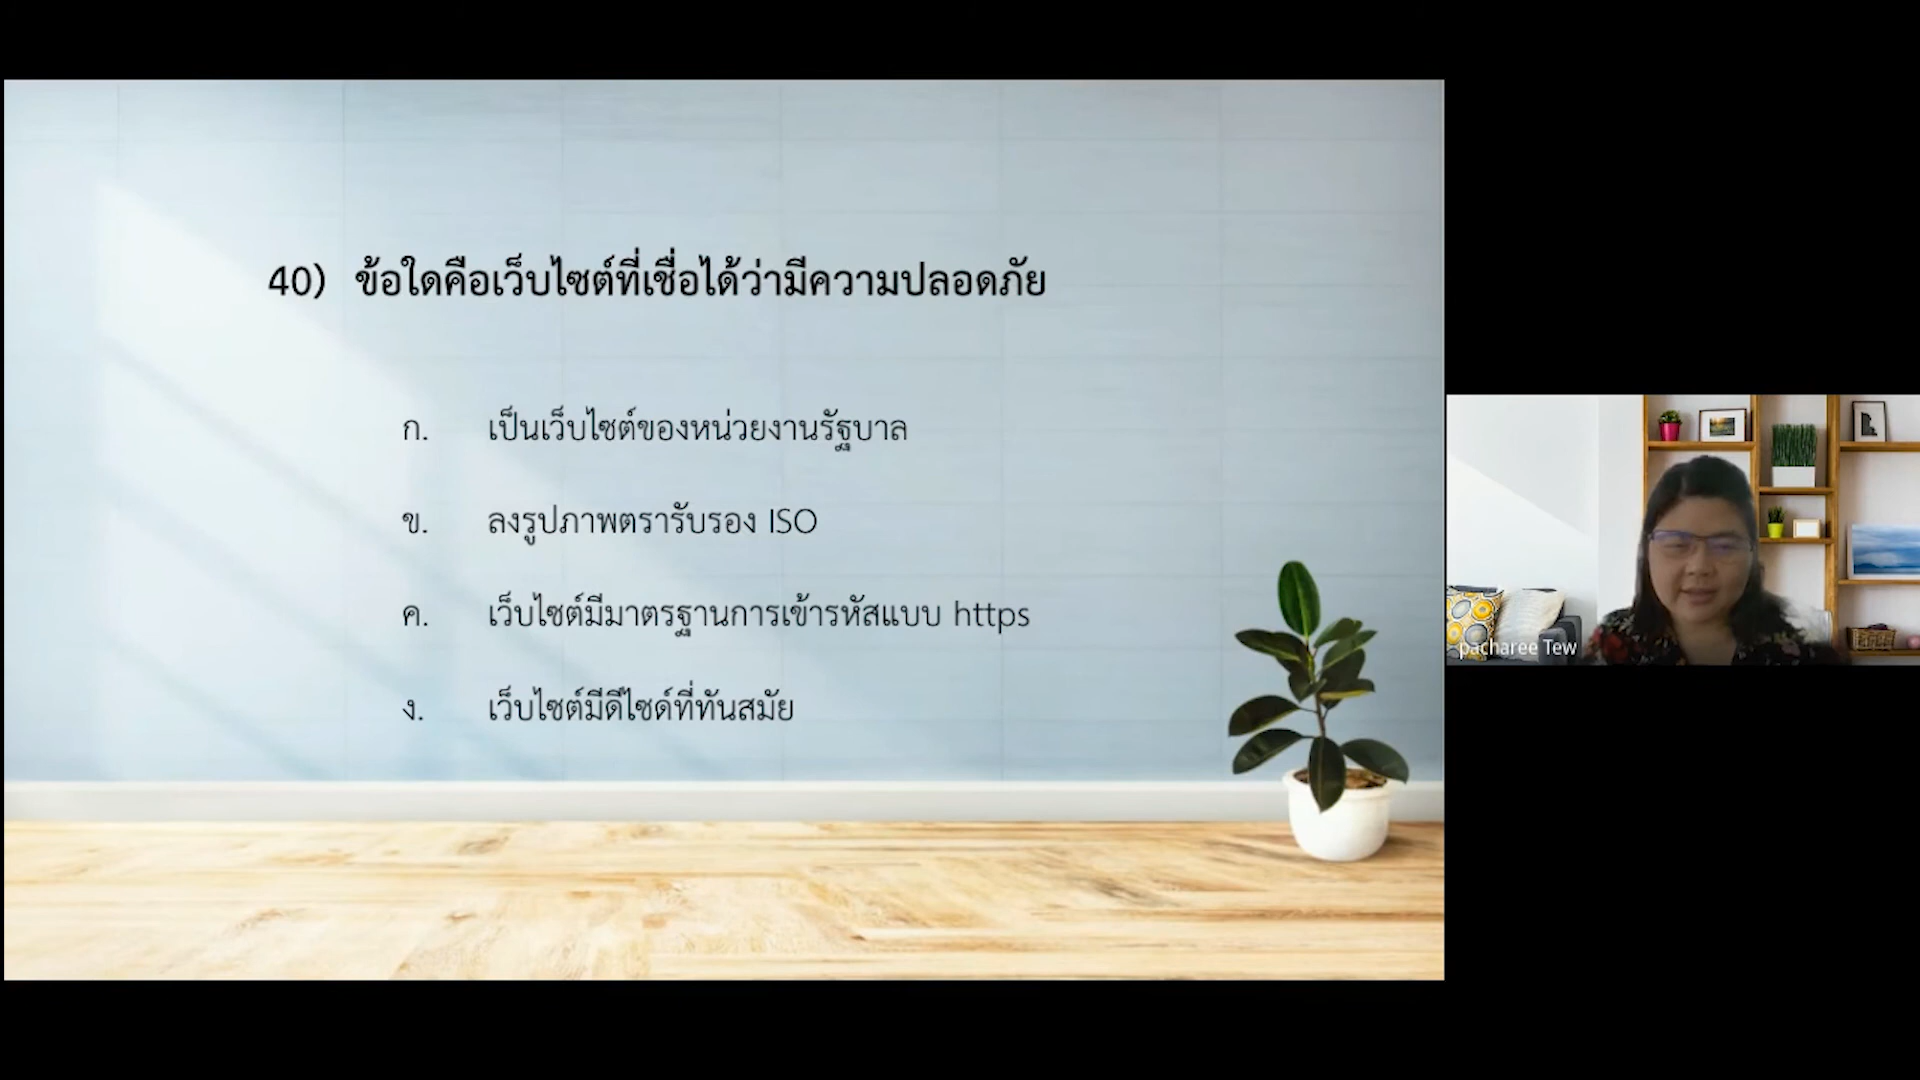 40) ข้อใดคือเว็บไซต์ที่เชื่อได้ว่ามีความปลอดภัย
ก. เป็นเว็บไซต์ของหน่วยงานรัฐบาล
ข. ลงรูปภาพตรารับรอง ISO
ค. เว็บไซต์มีมาตรฐานการเข้ารหัสแบบ https
ง. เว็บไซต์มีดีไซด์ที่ทันสมัย
pacharee Tew